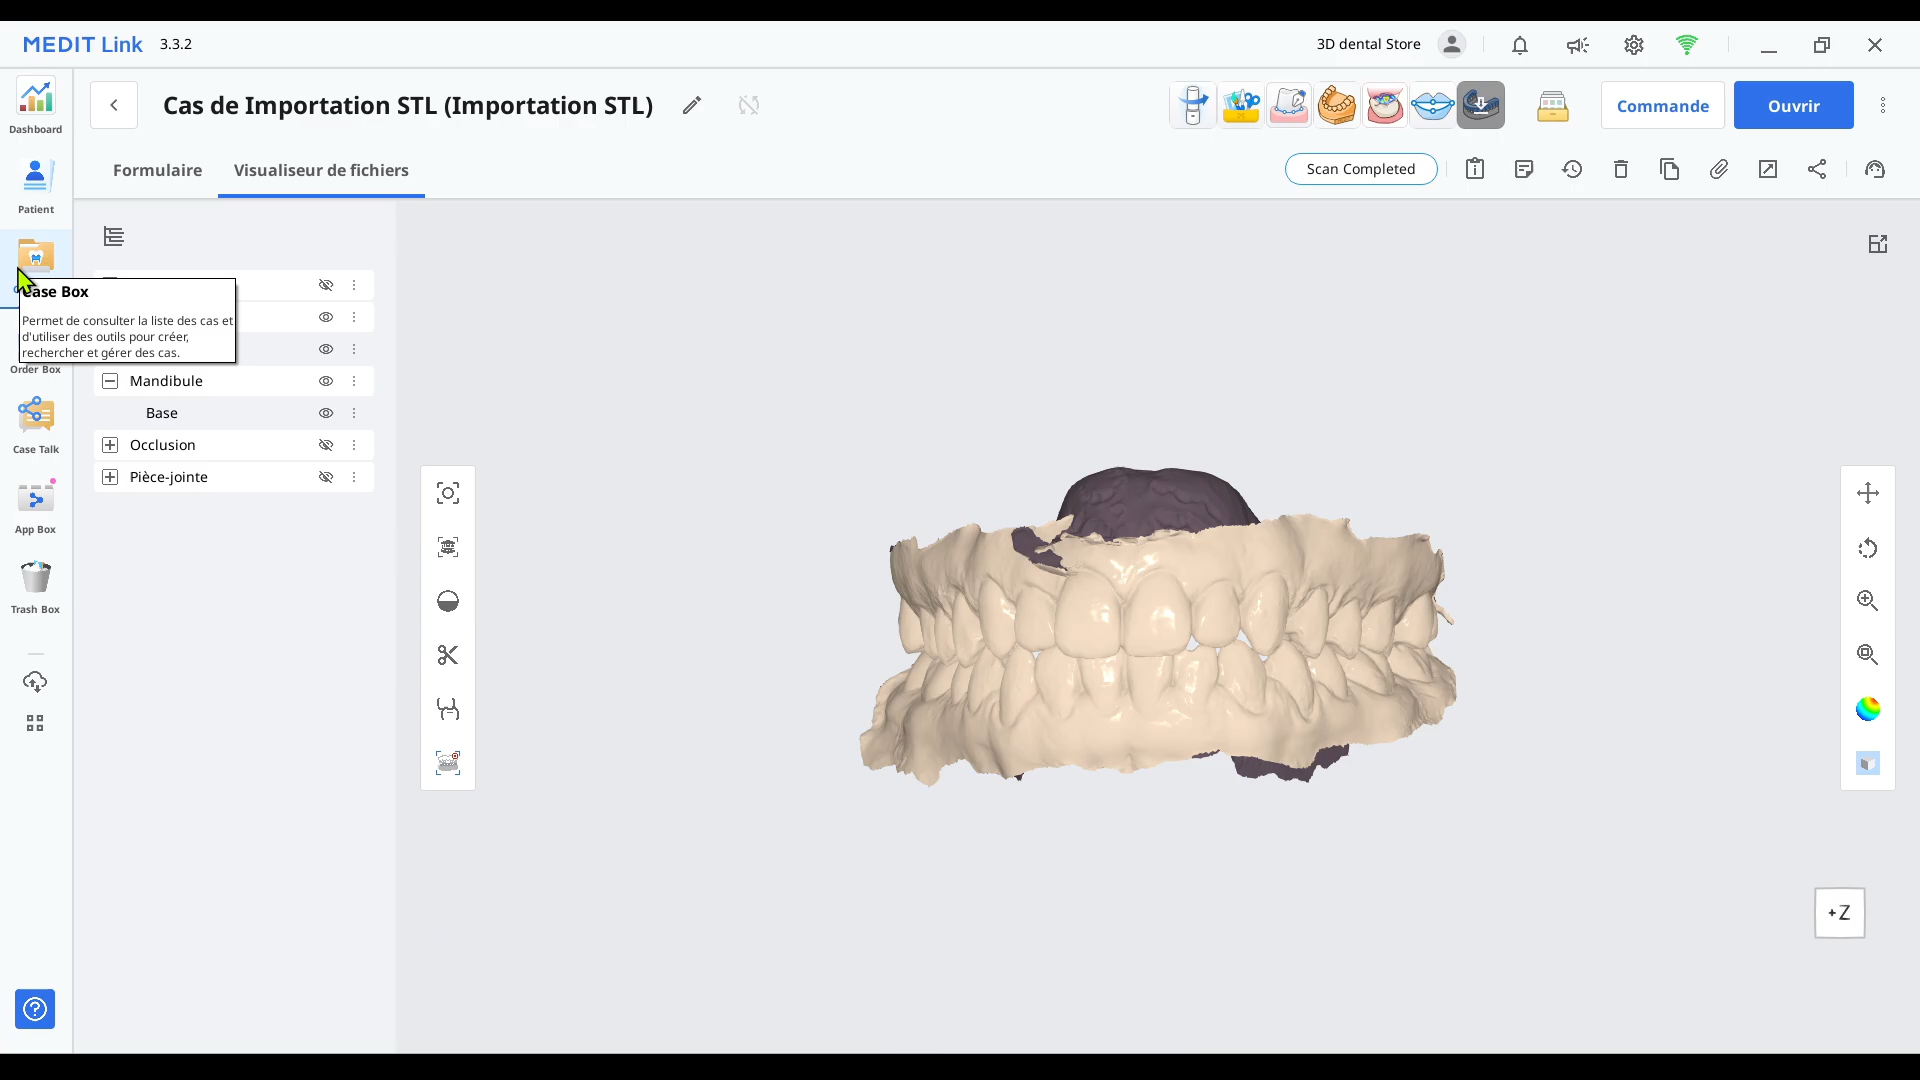 MEDIT Link 3.3.2
3D dental Store
Dashboard
Cas de Importation STL (Importation STL)
Commande
Ouvrir
Formulaire
Visualiseur de fichiers
Scan Completed
Patient
Case Box
Permet de consulter la liste des cas et
d'utiliser des outils pour créer,
rechercher et gérer des cas.
Order Box
Mandibule
Base
Occlusion
Pièce-jointe
Case Talk
App Box
Trash Box
+Z